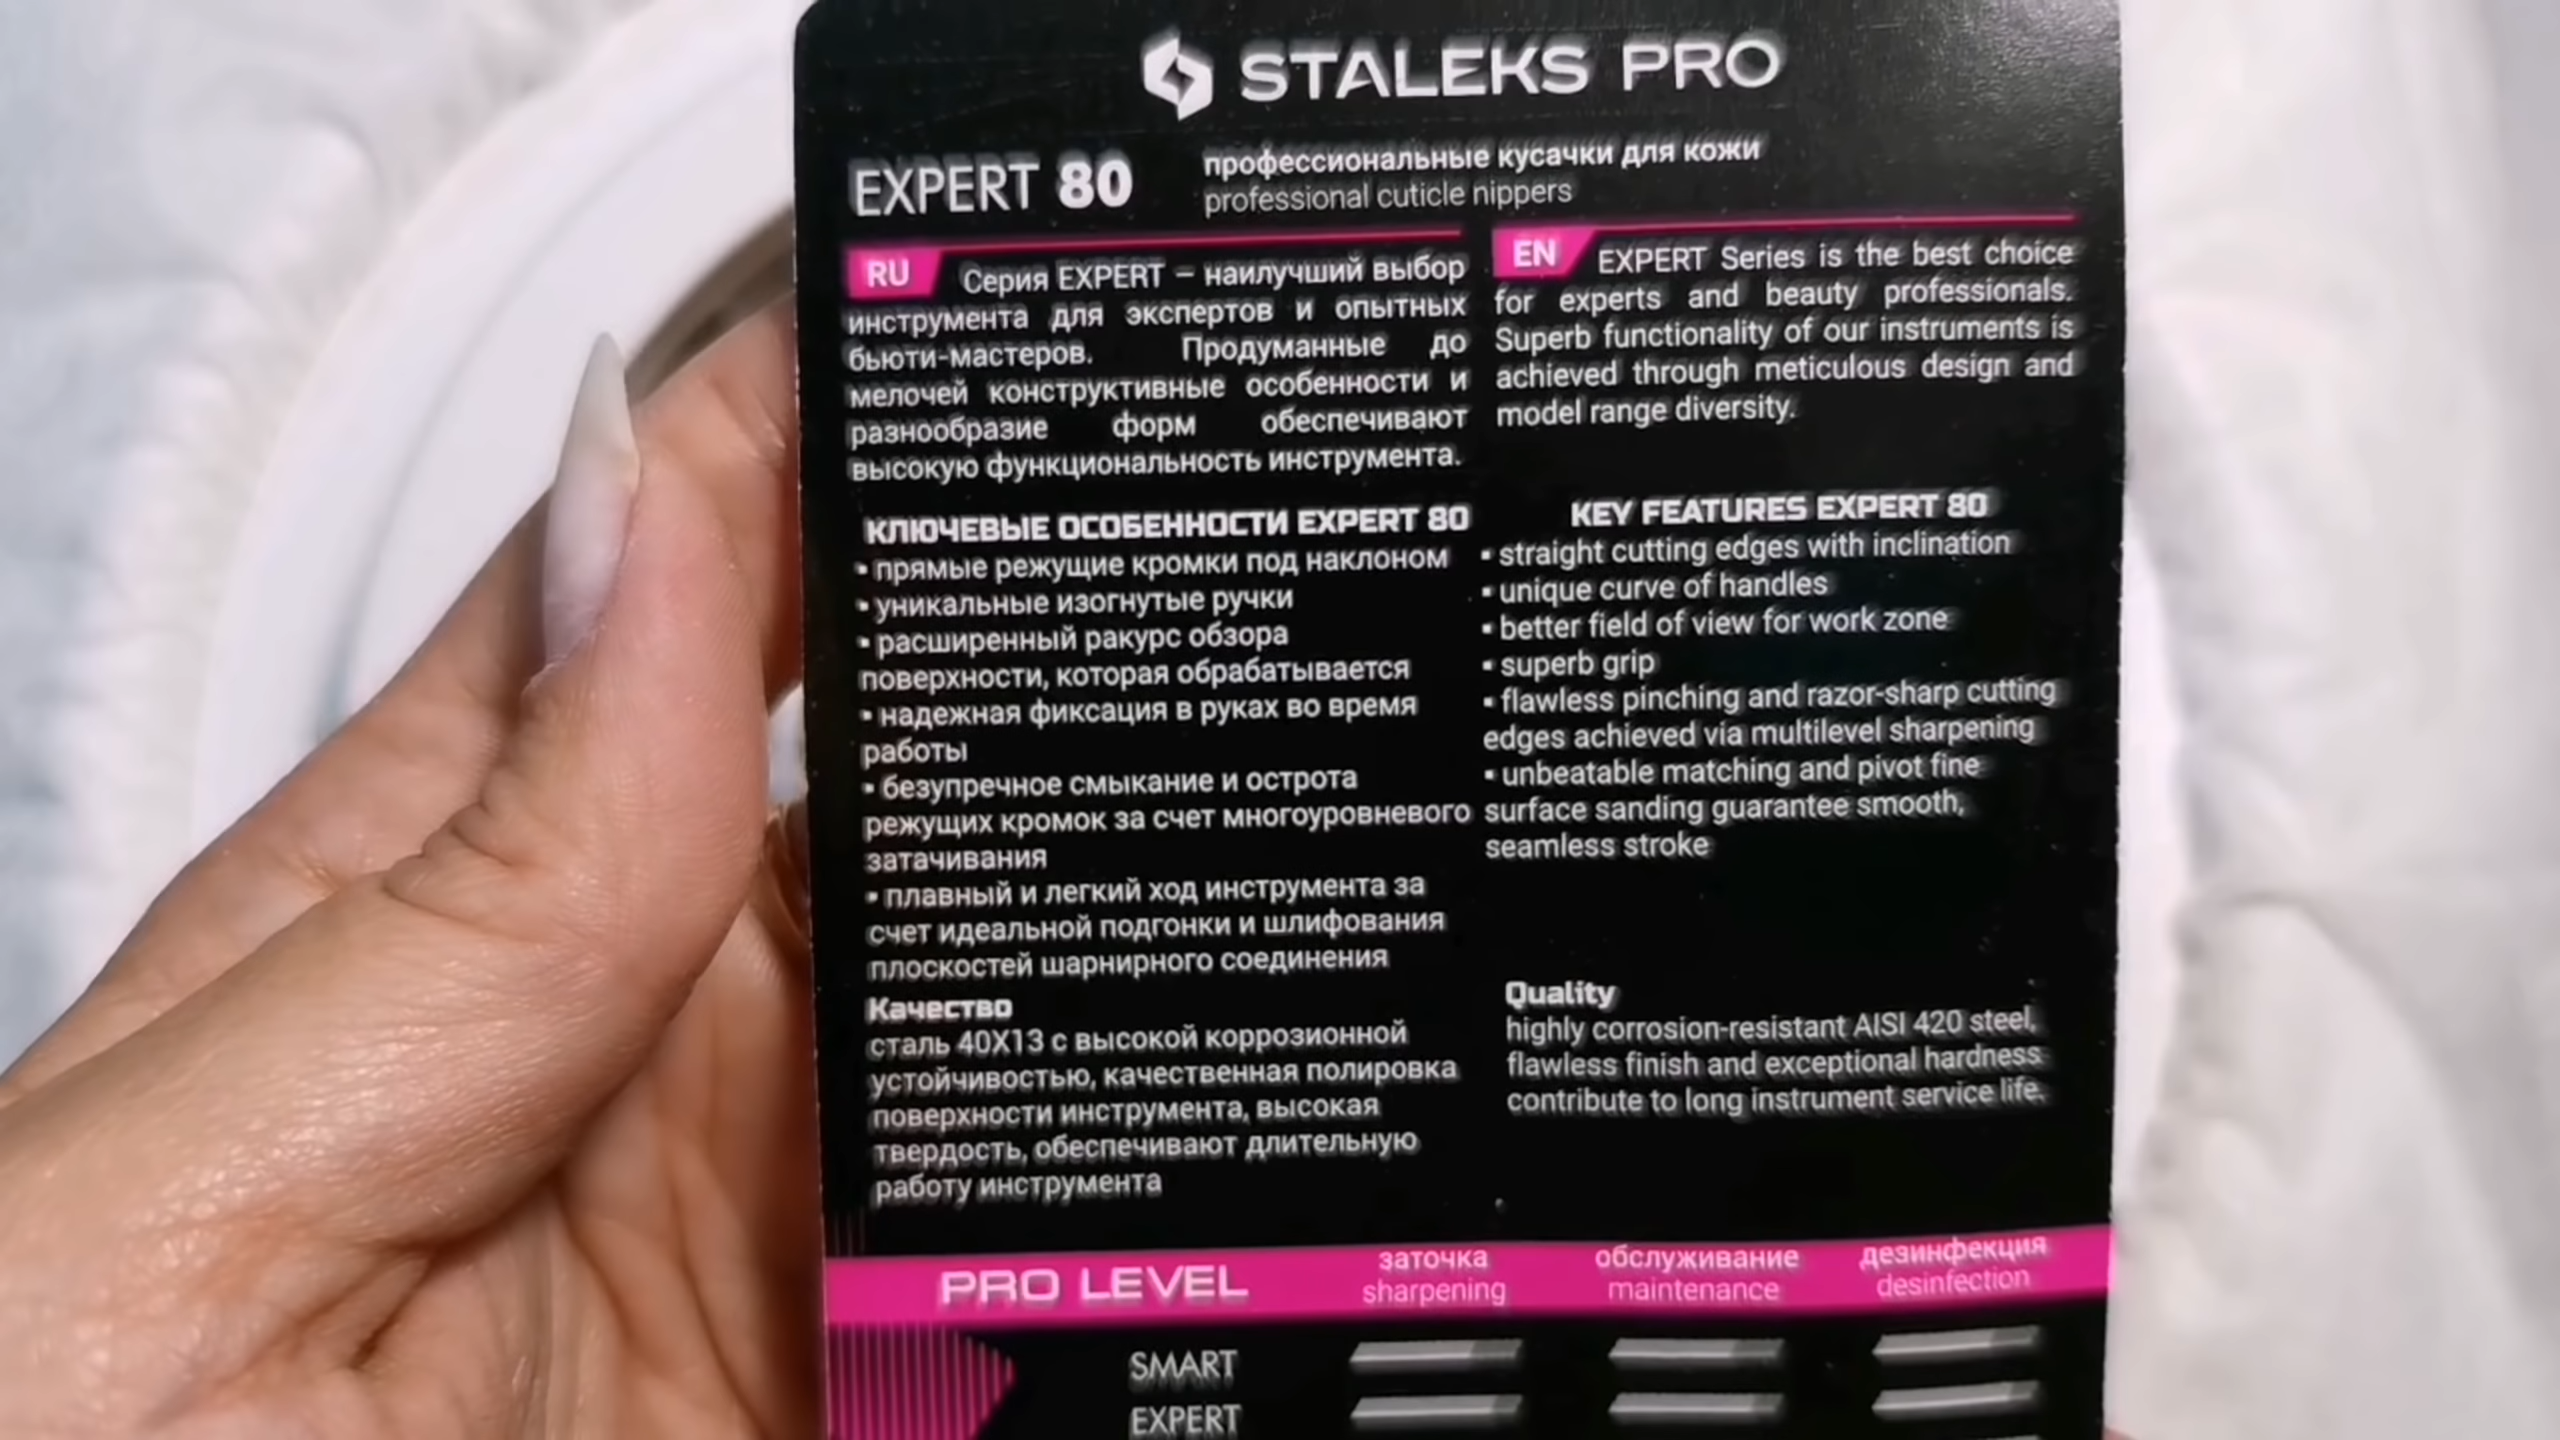 STALEKS PRO
EXPERT 80
профессиональные кусачки для кожи
professional cuticle nippers
RU
Серия EXPERT – наилучший выбор
инструмента для экспертов и опытных
бьюти-мастеров. Продуманные до
мелочей конструктивные особенности и
разнообразие форм обеспечивают
высокую функциональность инструмента.
КЛЮЧЕВЫЕ ОСОБЕННОСТИ EXPERT 80
▪ прямые режущие кромки под наклоном
▪ уникальные изогнутые ручки
▪ расширенный ракурс обзора
поверхности, которая обрабатывается
▪ надежная фиксация в руках во время
работы
▪ безупречное смыкание и острота
режущих кромок за счет многоуровневого
затачивания
▪ плавный и легкий ход инструмента за
счет идеальной подгонки и шлифования
плоскостей шарнирного соединения
Качество
сталь 40Х13 с высокой коррозионной
устойчивостью, качественная полировка
поверхности инструмента, высокая
твердость, обеспечивают длительную
работу инструмента
EN
EXPERT Series is the best choice
for experts and beauty professionals.
Superb functionality of our instruments is
achieved through meticulous design and
model range diversity.
KEY FEATURES EXPERT 80
▪ straight cutting edges with inclination
▪ unique curve of handles
▪ better field of view for work zone
▪ superb grip
▪ flawless pinching and razor-sharp cutting
edges achieved via multilevel sharpening
▪ unbeatable matching and pivot fine
surface sanding guarantee smooth,
seamless stroke
Quality
highly corrosion-resistant AISI 420 steel,
flawless finish and exceptional hardness
contribute to long instrument service life.
PRO LEVEL
заточка
sharpening
обслуживание
maintenance
дезинфекция
desinfection
SMART
EXPERT